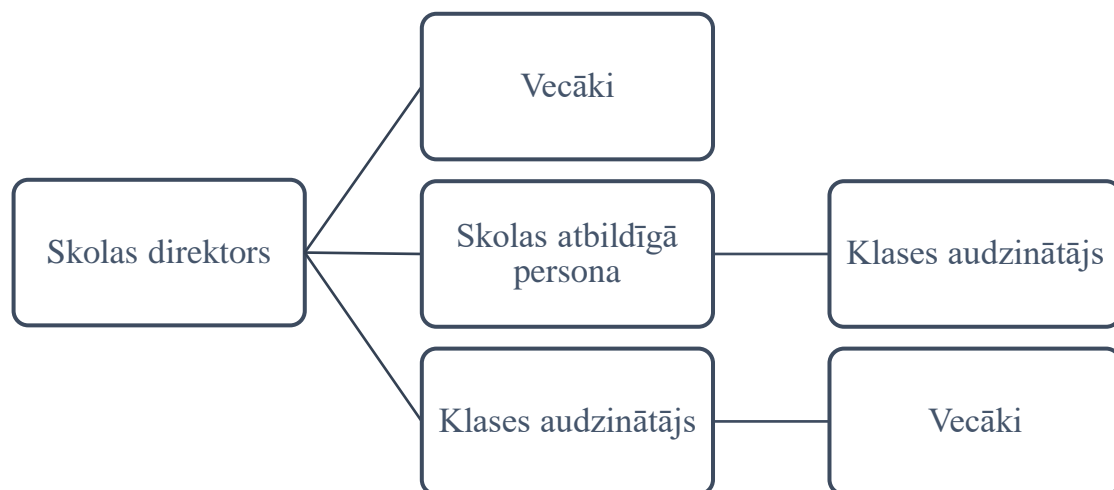 Vecāki
Skolas direktors
Skolas atbildīgā
persona
Klases audzinātājs
Klases audzinātājs
Vecāki